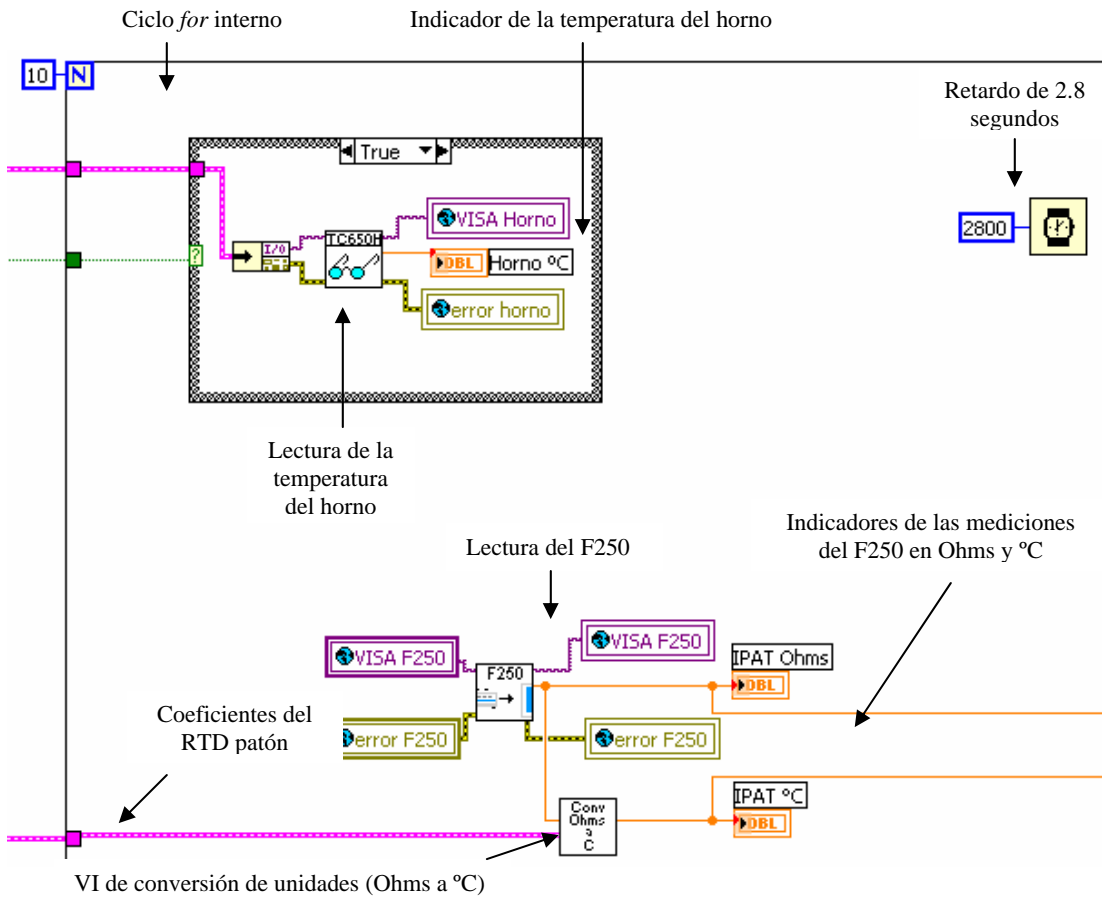 Ciclo for interno
Indicador de la temperatura del horno
10
N
Retardo de 2.8
segundos
True
VISA Horno
I/O
TC650H
DBL
Horno ºC
2800
?
error horno
Lectura de la
temperatura
del horno
Indicadores de las mediciones
del F250 en Ohms y ºC
Lectura del F250
VISA F250
VISA F250
IPAT Ohms
F250
DBL
Coeficientes del
RTD patón
error F250
error F250
IPAT ºC
Conv
Ohms
a
C
DBL
VI de conversión de unidades (Ohms a ºC)